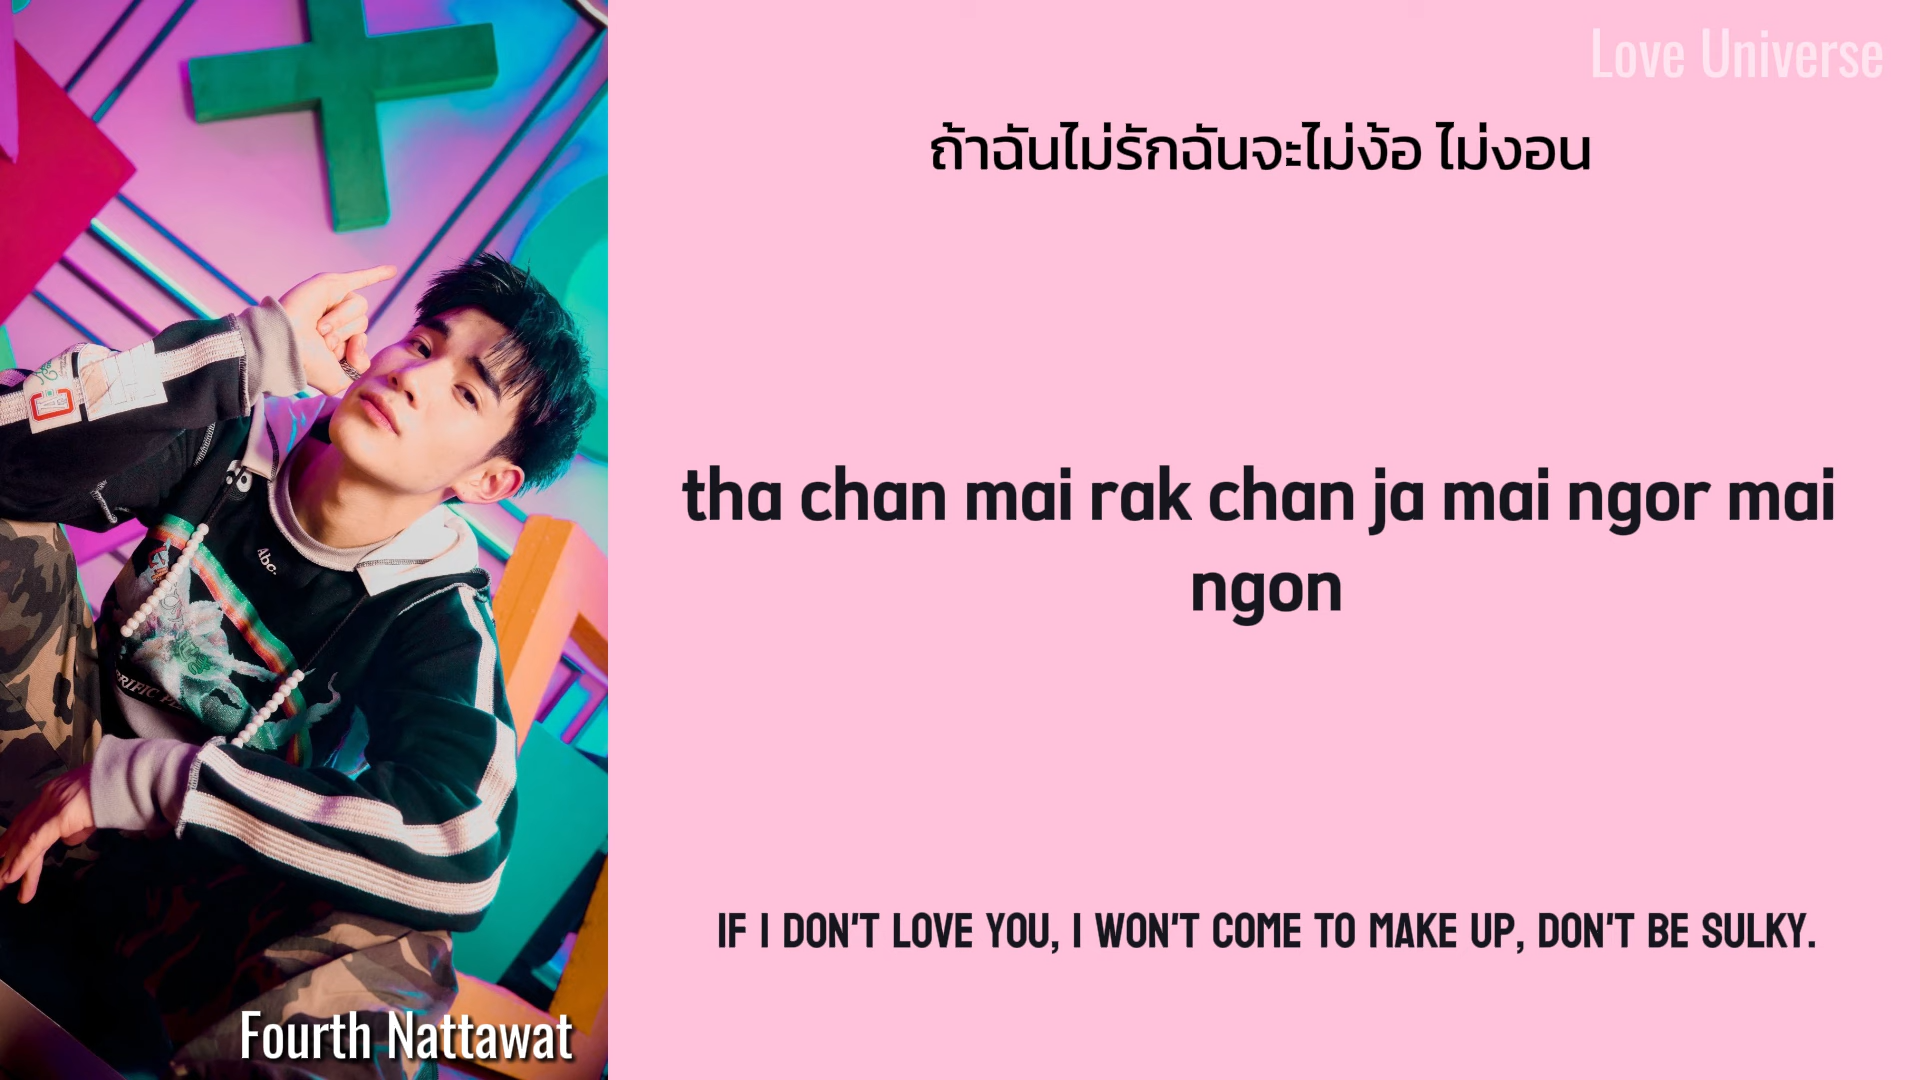 Love Universe
ถ้าฉันไม่รักฉันจะไม่ง้อ ไม่งอน
tha chan mai rak chan ja mai ngor mai
ngon
Abc.
IF I DON'T LOVE YOU, I WON'T COME TO MAKE UP, DON'T BE SULKY.
Fourth Nattawat